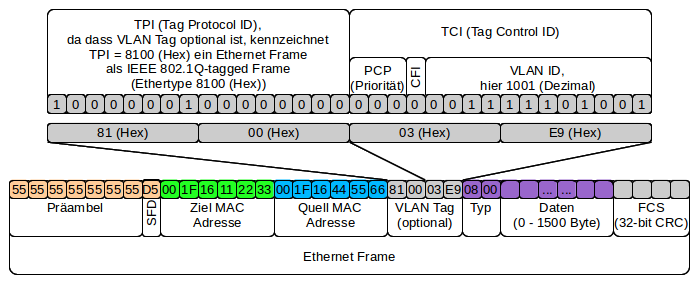 TPI (Tag Protocol ID),
da dass VLAN Tag optional ist, kennzeichnet
TPI = 8100 (Hex) ein Ethernet Frame
als IEEE 802.1Q-tagged Frame
(Ethertype 8100 (Hex))
TCI (Tag Control ID)
PCP
(Priorität)
CFI
VLAN ID,
hier 1001 (Dezimal)
1 0 0 0 0 0 0 1 0 0 0 0 0 0 0 0 0 0 0 0 0 0 1 1 1 1 1 0 1 0 0 1
81 (Hex) 00 (Hex) 03 (Hex) E9 (Hex)
55 55 55 55 55 55 55 D5 00 1F 16 11 22 33 00 1F 16 44 55 66 81 00 03 E9 08 00 ... ...
Präambel
SFD
Ziel MAC
Adresse
Quell MAC
Adresse
VLAN Tag
(optional)
Typ
Daten
(0 - 1500 Byte)
FCS
(32-bit CRC)
Ethernet Frame